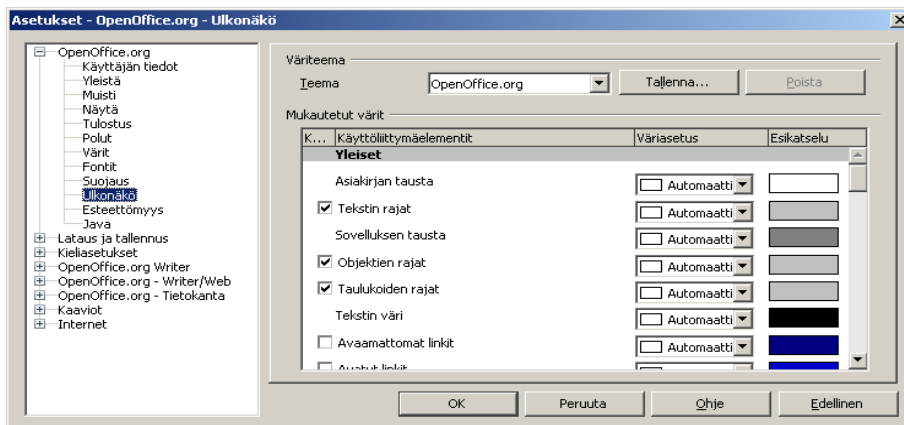 Asetukset - OpenOffice.org - Ulkonäkö
OpenOffice.org
Käyttäjän tiedot
Yleistä
Muisti
Näytä
Tulostus
Polut
Värit
Fontit
Suojaus
Ulkonäkö
Esteettömyys
Java
Lataus ja tallennus
Kieliasetukset
OpenOffice.org Writer
OpenOffice.org - Writer/Web
OpenOffice.org - Tietokanta
Kaaviot
Internet
Väriteema
Teema OpenOffice.org Tallenna... Poista
Mukautetut värit
K... Käyttöliittymäelementit Väriasetus Esikatselu
Yleiset
Asiakirjan tausta Automaatti
Tekstin rajat Automaatti
Sovelluksen tausta Automaatti
Objektien rajat Automaatti
Taulukoiden rajat Automaatti
Tekstin väri Automaatti
Avaamattomat linkit Automaatti
Avatut linkit
OK Peruuta Ohje Edellinen